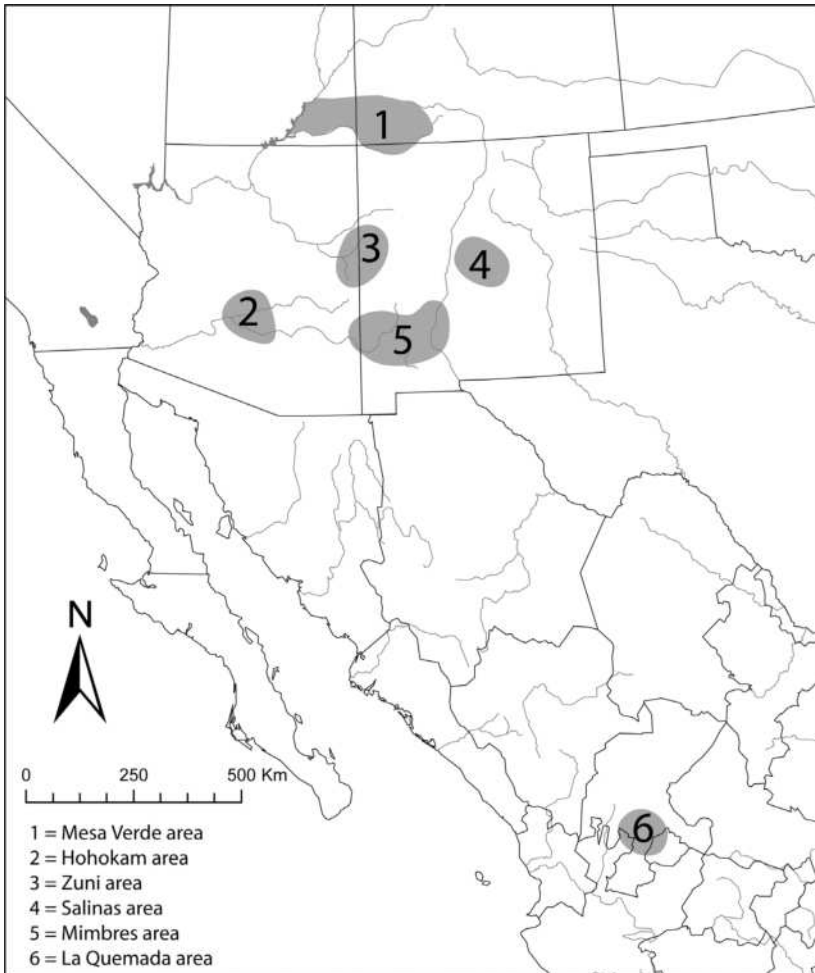 1
3
4
2
5
N
0 250 500 Km
6
1 = Mesa Verde area
2 = Hohokam area
3 = Zuni area
4 = Salinas area
5 = Mimbres area
6 = La Quemada area